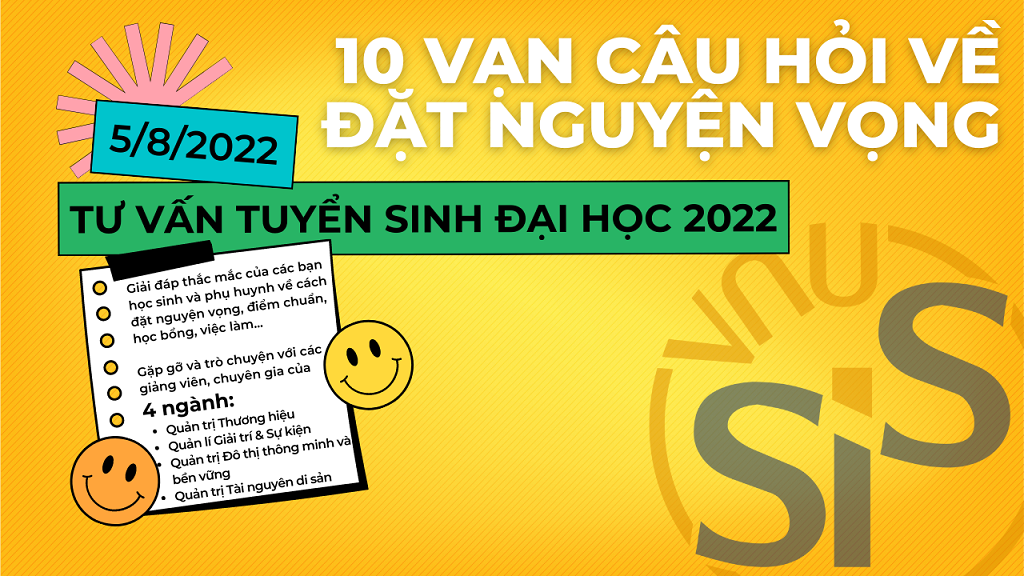 10 VẠN CÂU HỎI VỀ
ĐẶT NGUYỆN VỌNG
5/8/2022
TƯ VẤN TUYỂN SINH ĐẠI HỌC 2022
Giải đáp thắc mắc của các bạn
học sinh và phụ huynh về cách
đặt nguyện vọng, điểm chuẩn,
học bổng, việc làm...
Gặp gỡ và trò chuyện với các
giảng viên, chuyên gia của
4 ngành:
• Quản trị Thương hiệu
• Quản lí Giải trí & Sự kiện
• Quản trị Đô thị thông minh và
bền vững
• Quản trị Tài nguyên di sản
VNU
SiS